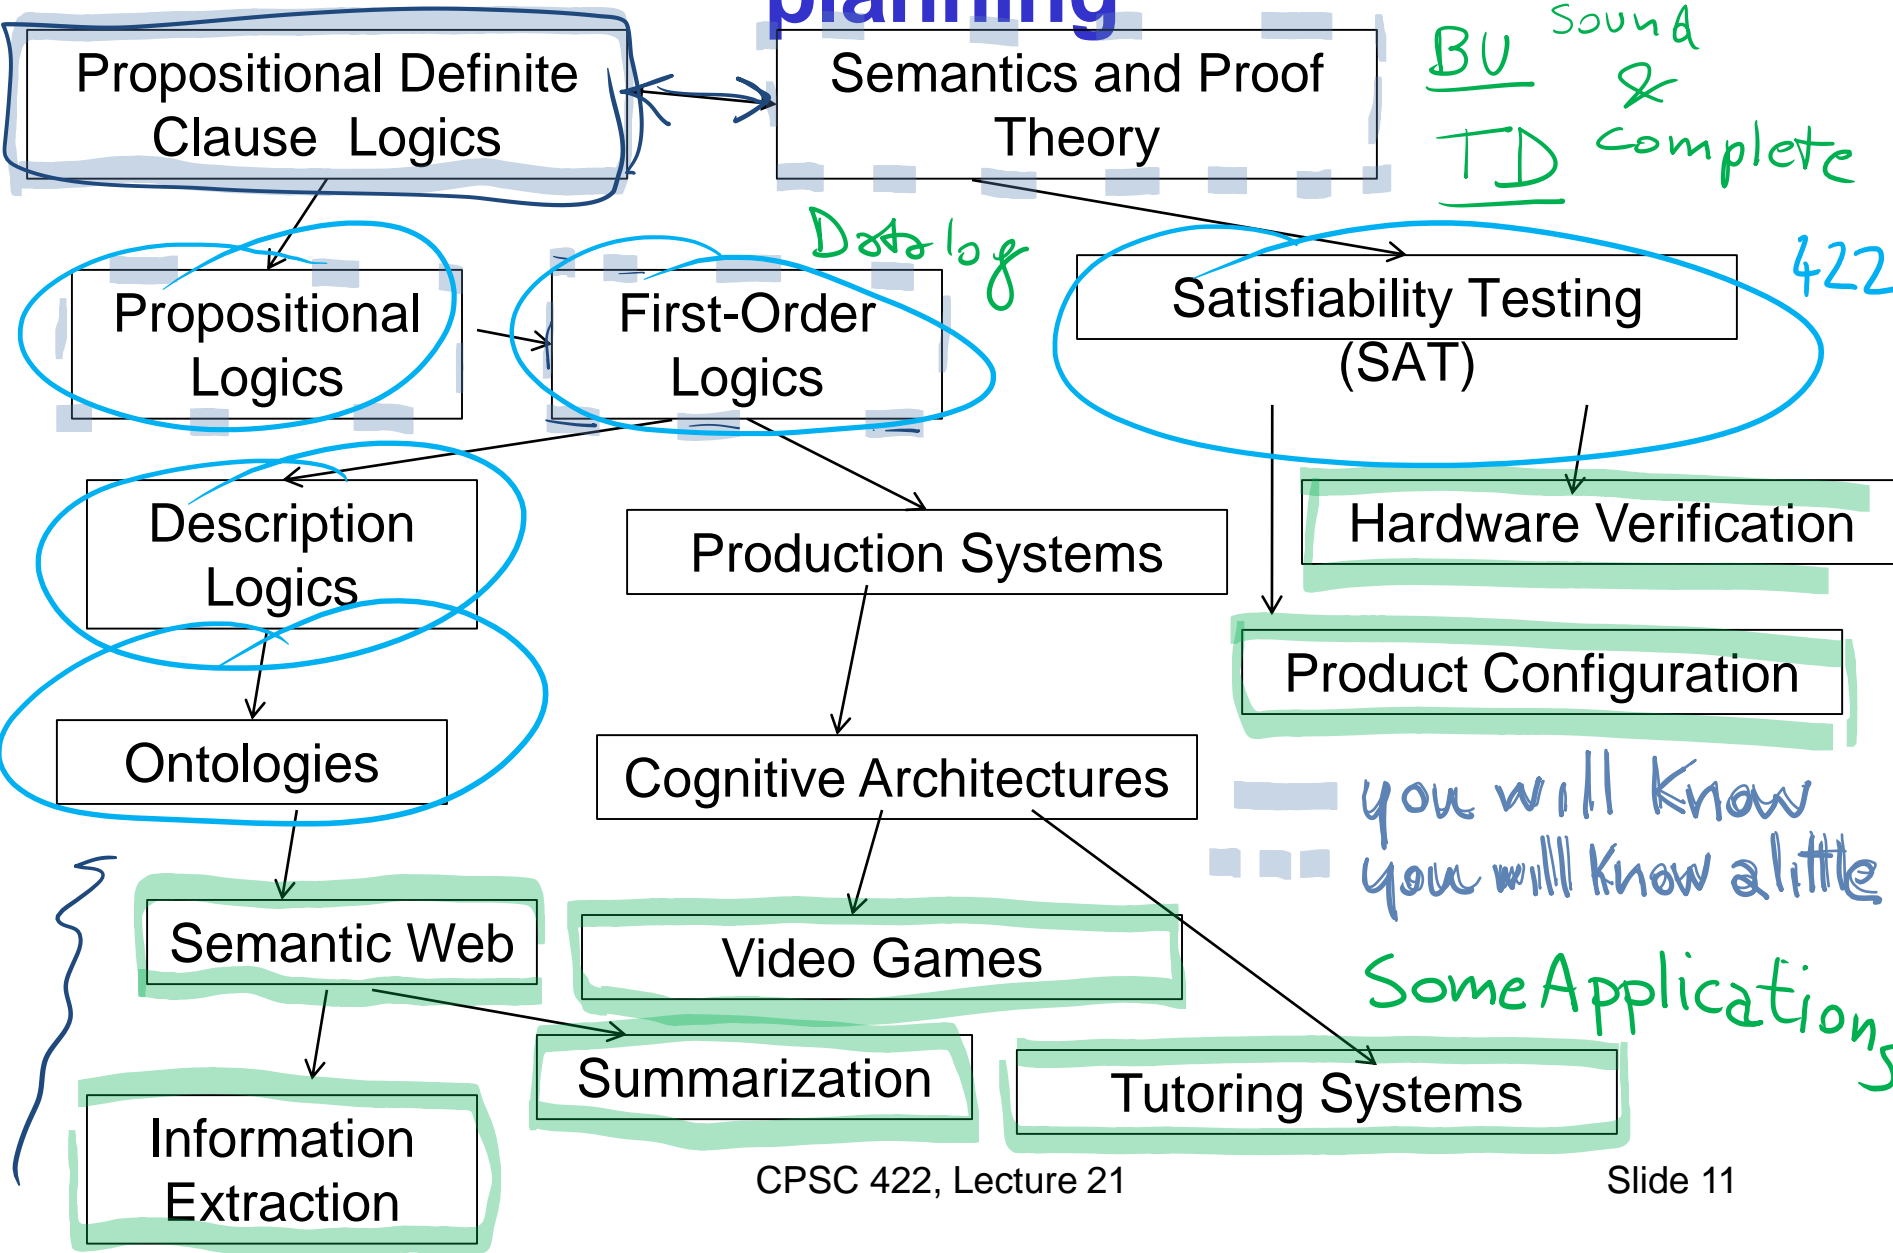 planning
Propositional Definite
Clause Logics
Semantics and Proof
Theory
BU
TD
Sound
&
complete
Datalog
422
Propositional
Logics
First-Order
Logics
Satisfiability Testing
(SAT)
Description
Logics
Production Systems
Hardware Verification
Product Configuration
Ontologies
Cognitive Architectures
you will Know
you will Know a little
Semantic Web
Video Games
Some Applications
Summarization
Tutoring Systems
Information
Extraction
CPSC 422, Lecture 21
Slide 11